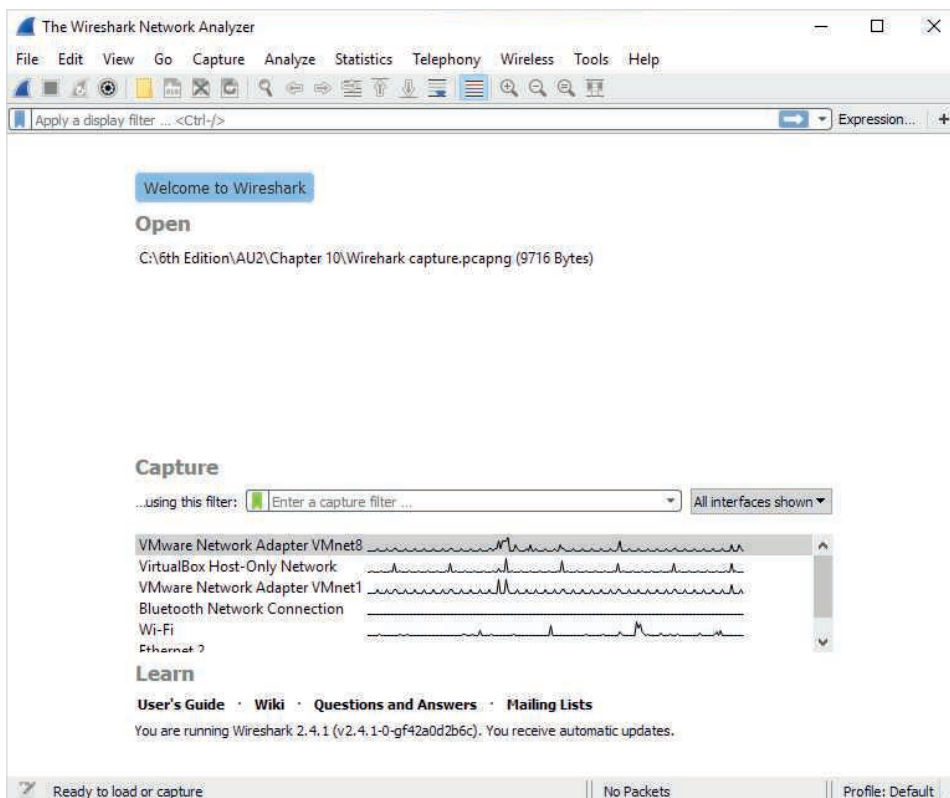 The Wireshark Network Analyzer
File Edit View Go Capture Analyze Statistics Telephony Wireless Tools Help
Apply a display filter ... <Ctrl-/> Expression... +
Welcome to Wireshark
Open
C:\6th Edition\AU2\Chapter 10\Wirehark capture.pcapng (9716 Bytes)
Capture
...using this filter: Enter a capture filter ... All interfaces shown
VMware Network Adapter VMnet8
VirtualBox Host-Only Network
VMware Network Adapter VMnet1
Bluetooth Network Connection
Wi-Fi
Ethernet 2
Learn
User's Guide · Wiki · Questions and Answers · Mailing Lists
You are running Wireshark 2.4.1 (v2.4.1-0-gf42a0d2b6c). You receive automatic updates.
Ready to load or capture No Packets Profile: Default